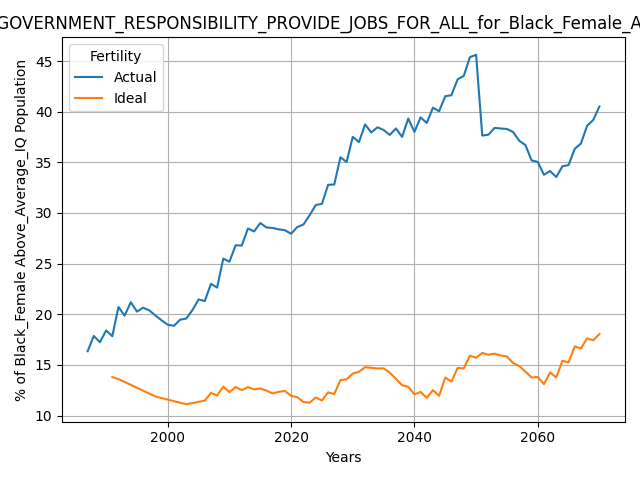 GOVERNMENT_RESPONSIBILITY_PROVIDE_JOBS_FOR_ALL_for_Black_Female_A
Fertility
Actual
Ideal
% of Black_Female Above_Average_IQ Population
45
40
35
30
25
20
15
10
2000 2020 2040 2060
Years